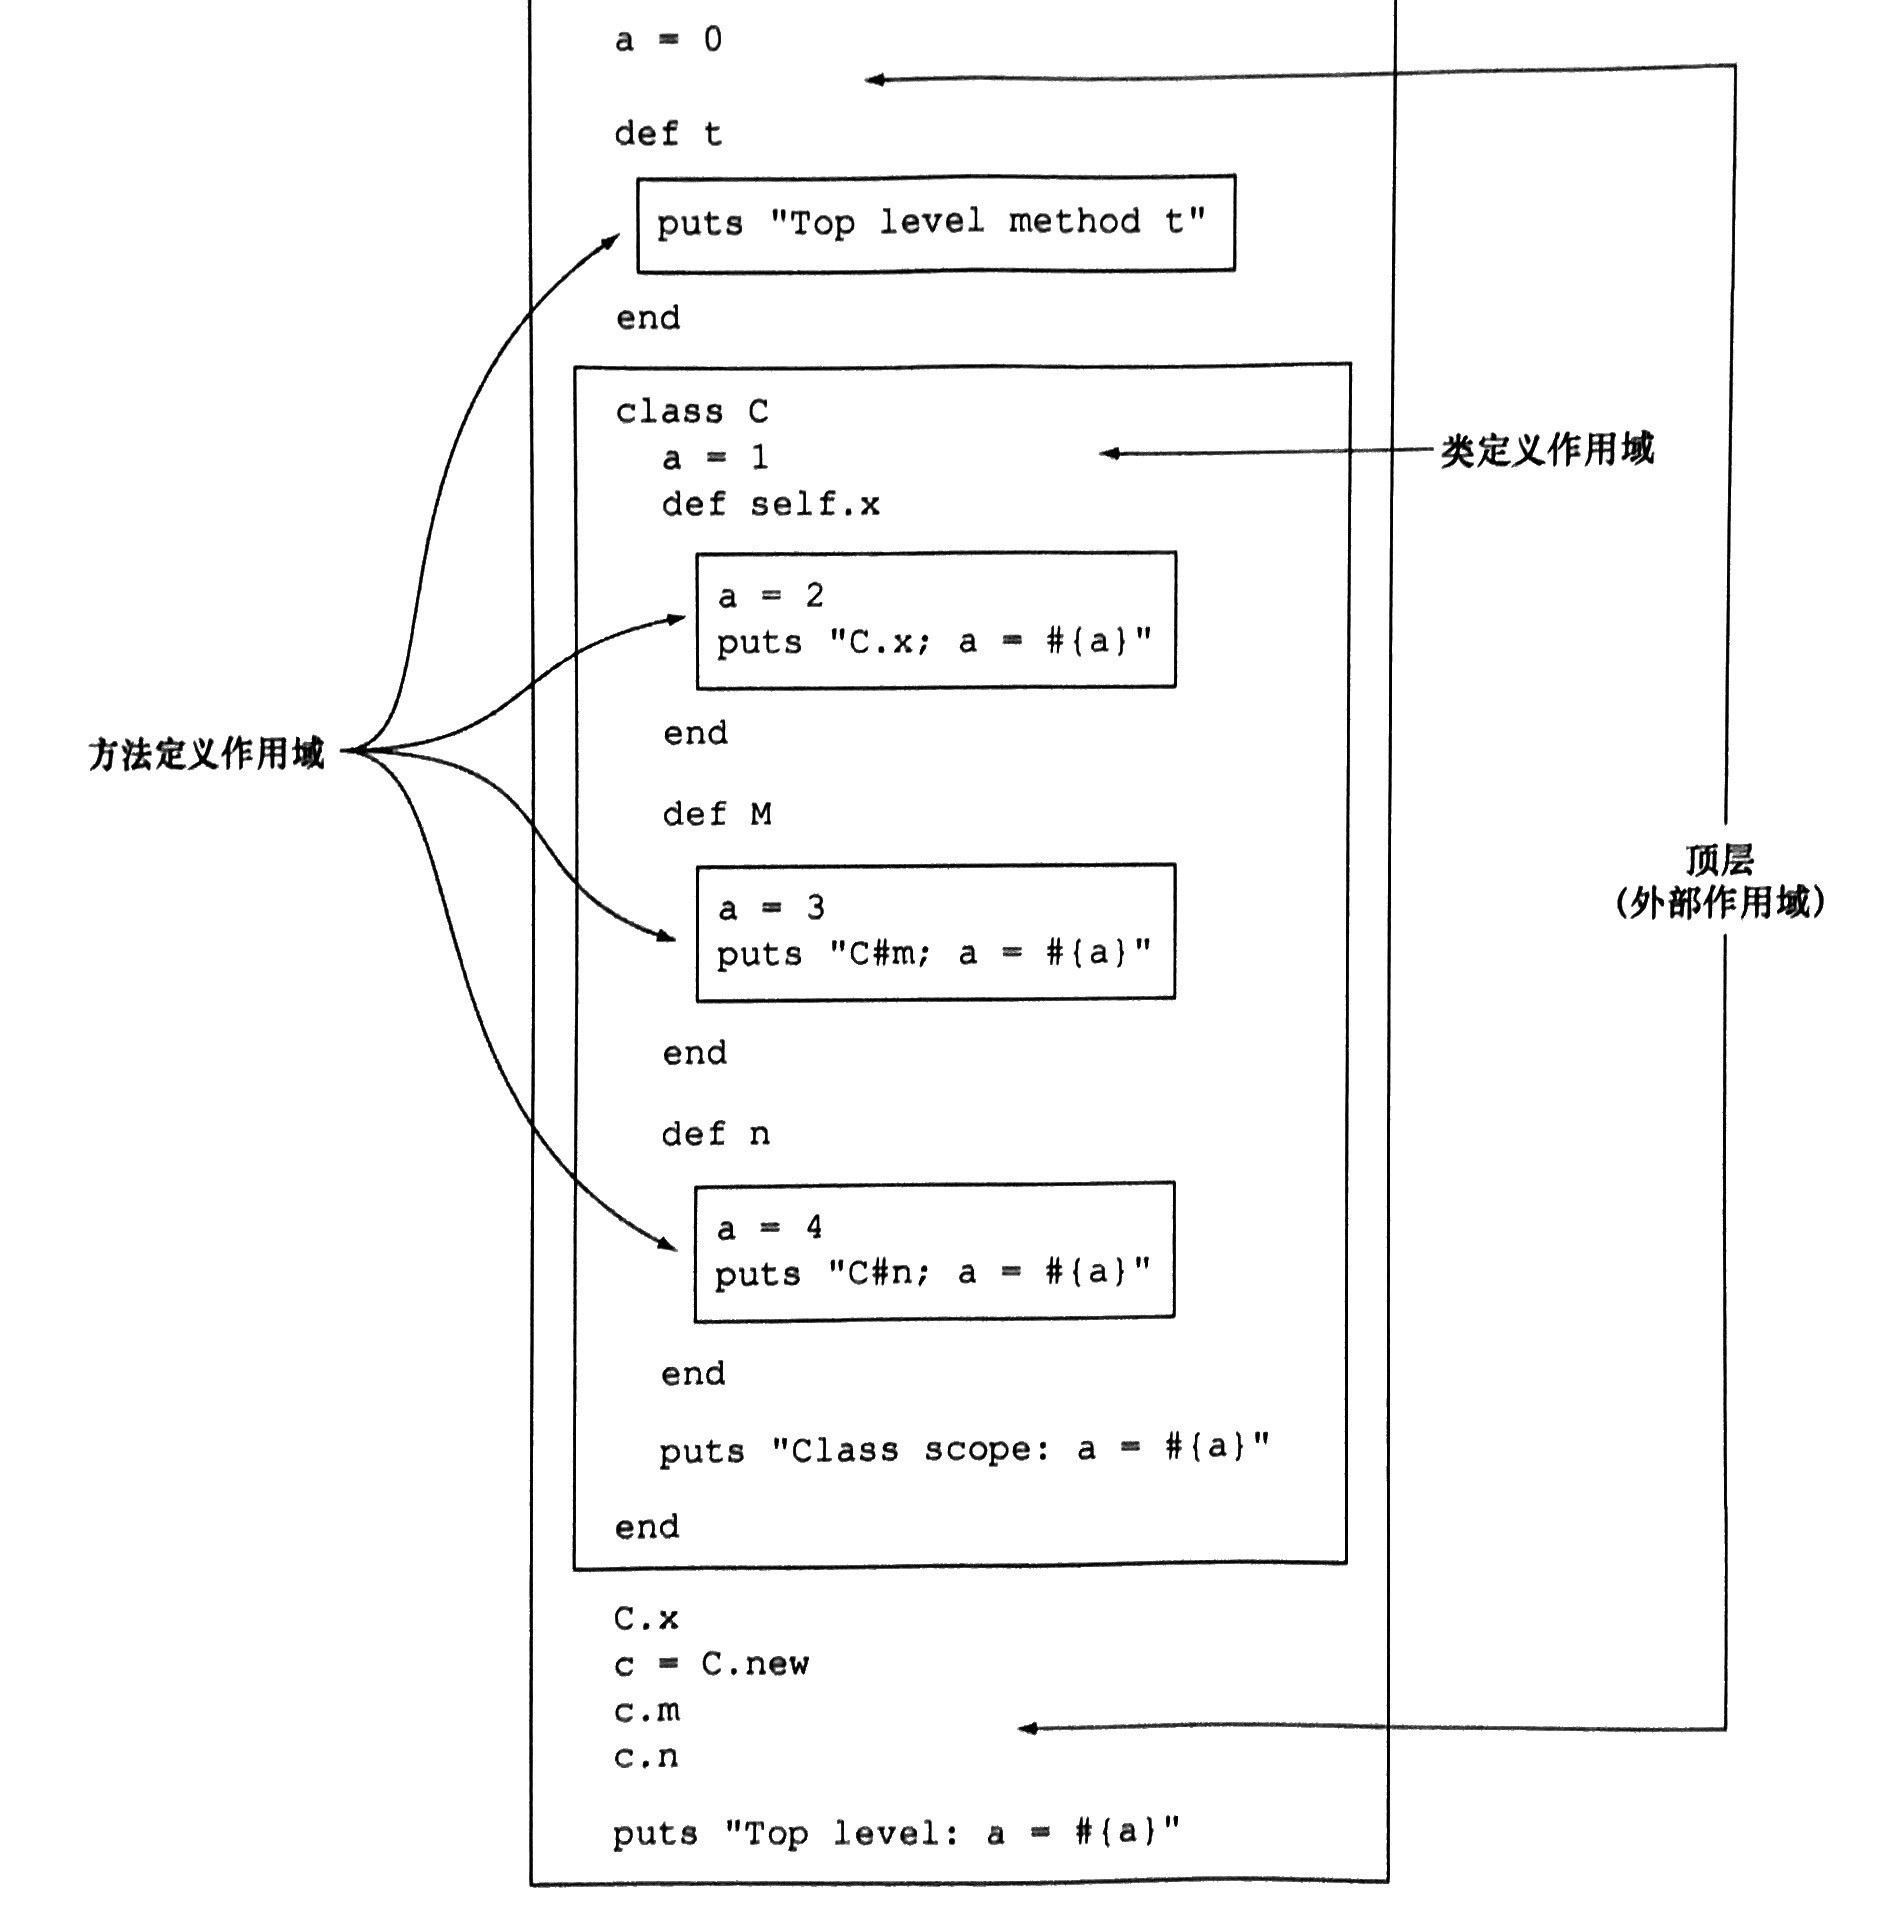 a = 0
def t
puts "Top level method t"
end
class C
a = 1
类定义作用域
def self.x
a = 2
puts "C.x; a = #{a}"
end
方法定义作用域
def M
顶层
(外部作用域)
a = 3
puts "C#m; a = #{a}"
end
def n
a = 4
puts "C#n; a = #{a}"
end
puts "Class scope: a = #{a}"
end
C.x
c = C.new
c.m
c.n
puts "Top level: a = #{a}"